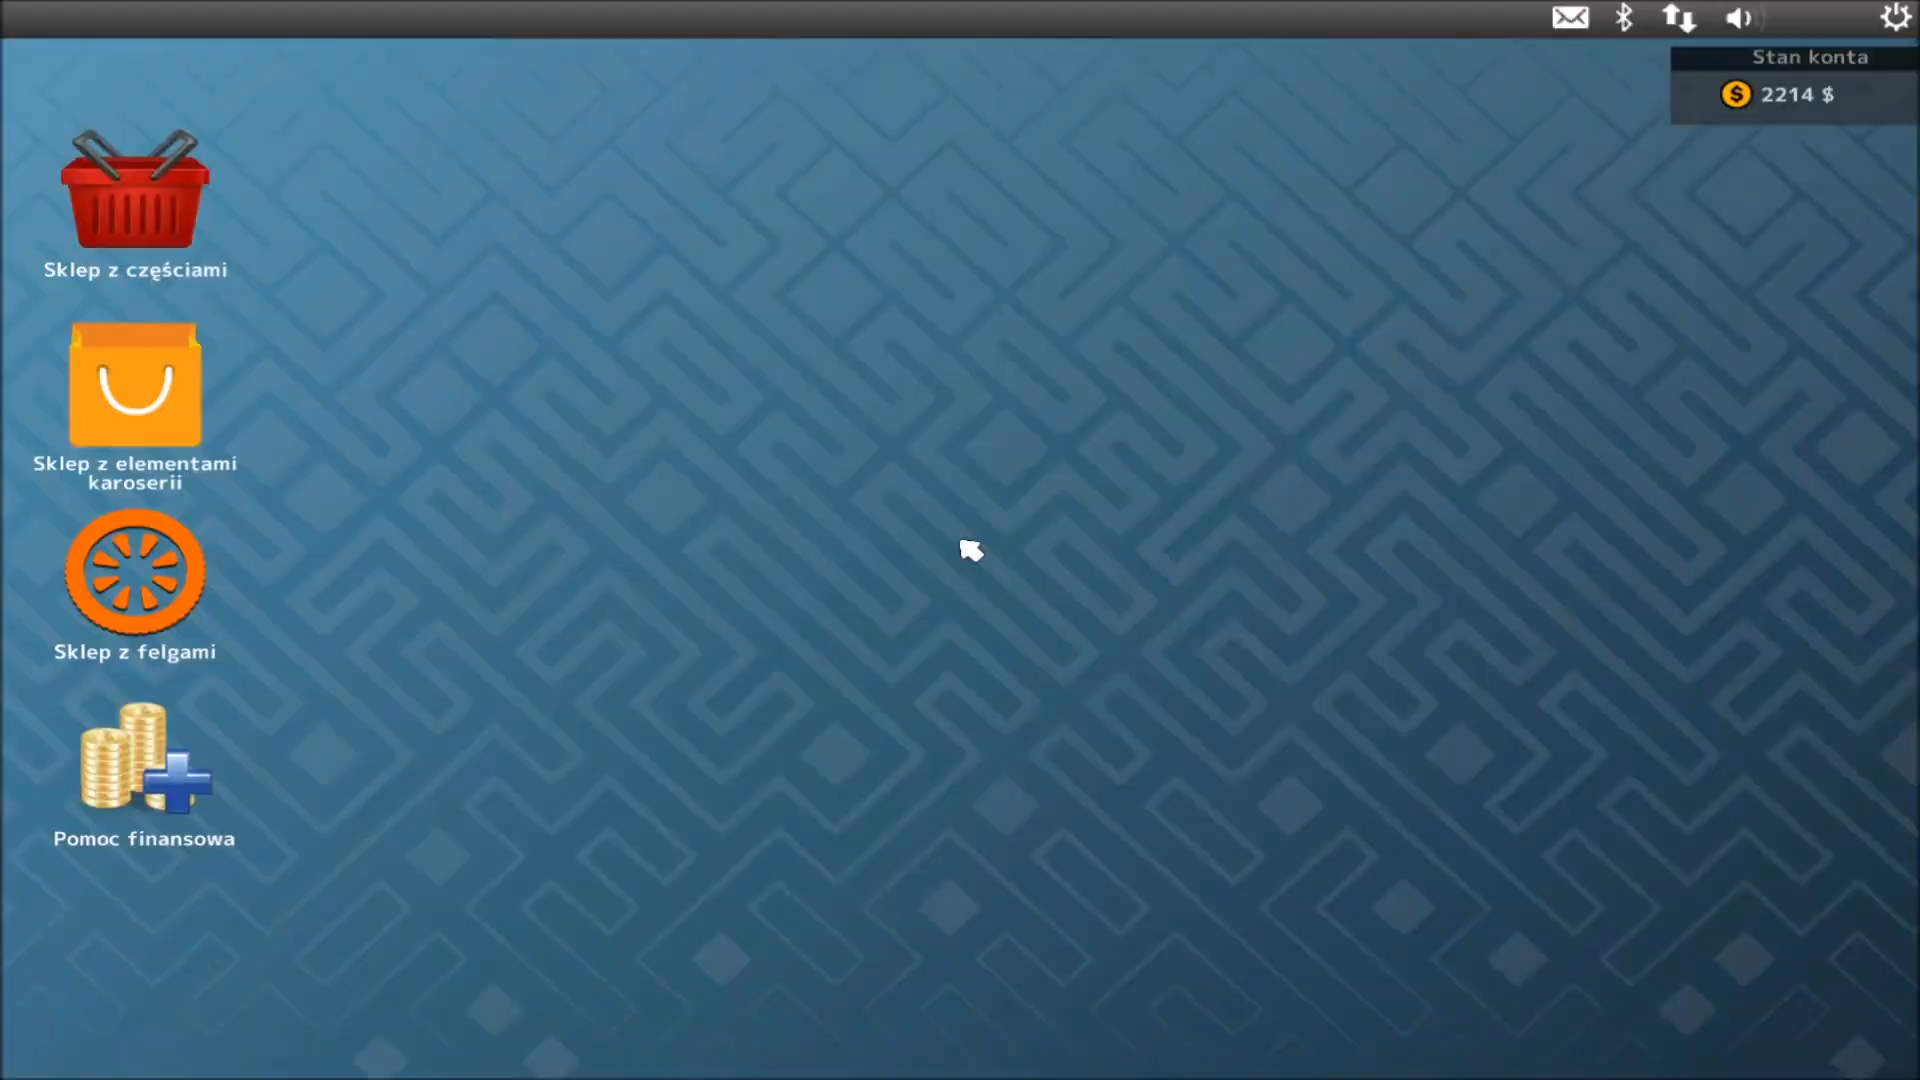 Stan konta
2214 $
Sklep z częściami
Sklep z elementami
karoserii
Sklep z felgami
Pomoc finansowa